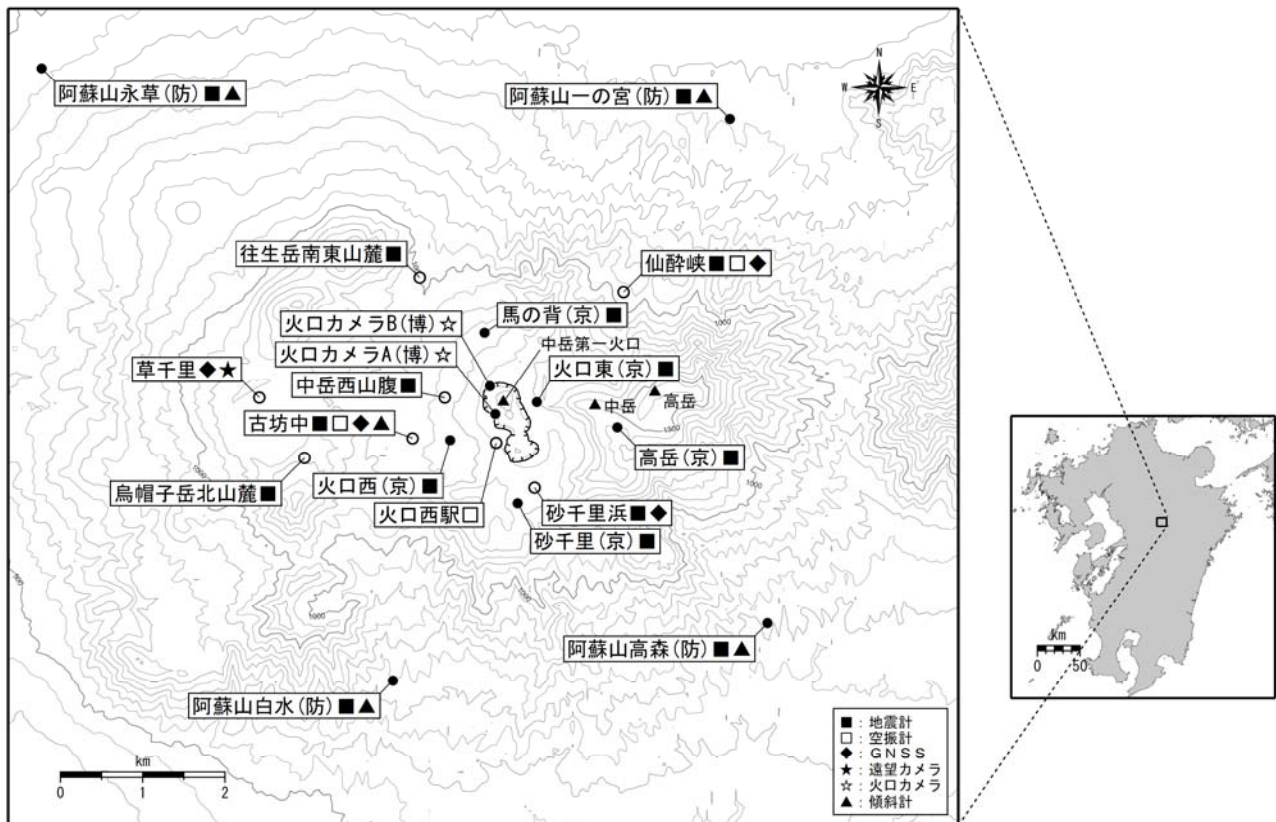 阿蘇山永草(防)■▲
阿蘇山一の宮(防)■▲
N
W
E
S
往生岳南東山麓■
仙酔峡■□◆
馬の背(京)■
火口カメラB(博)☆
中岳第一火口
火口カメラA(博)☆
火口東(京)■
草千里◆★
中岳西山腹■
中岳
高岳
古坊中■□◆▲
高岳(京)■
烏帽子岳北山麓■
火口西(京)■
火口西駅□
砂千里浜■◆
砂千里(京)■
阿蘇山高森(防)■▲
阿蘇山白水(防)■▲
1000
1500
1000
1000
1000
1000
km
0 1 2
■：地震計
□：空振計
◆：ＧＮＳＳ
★：遠望カメラ
☆：火口カメラ
▲：傾斜計
km
0 50